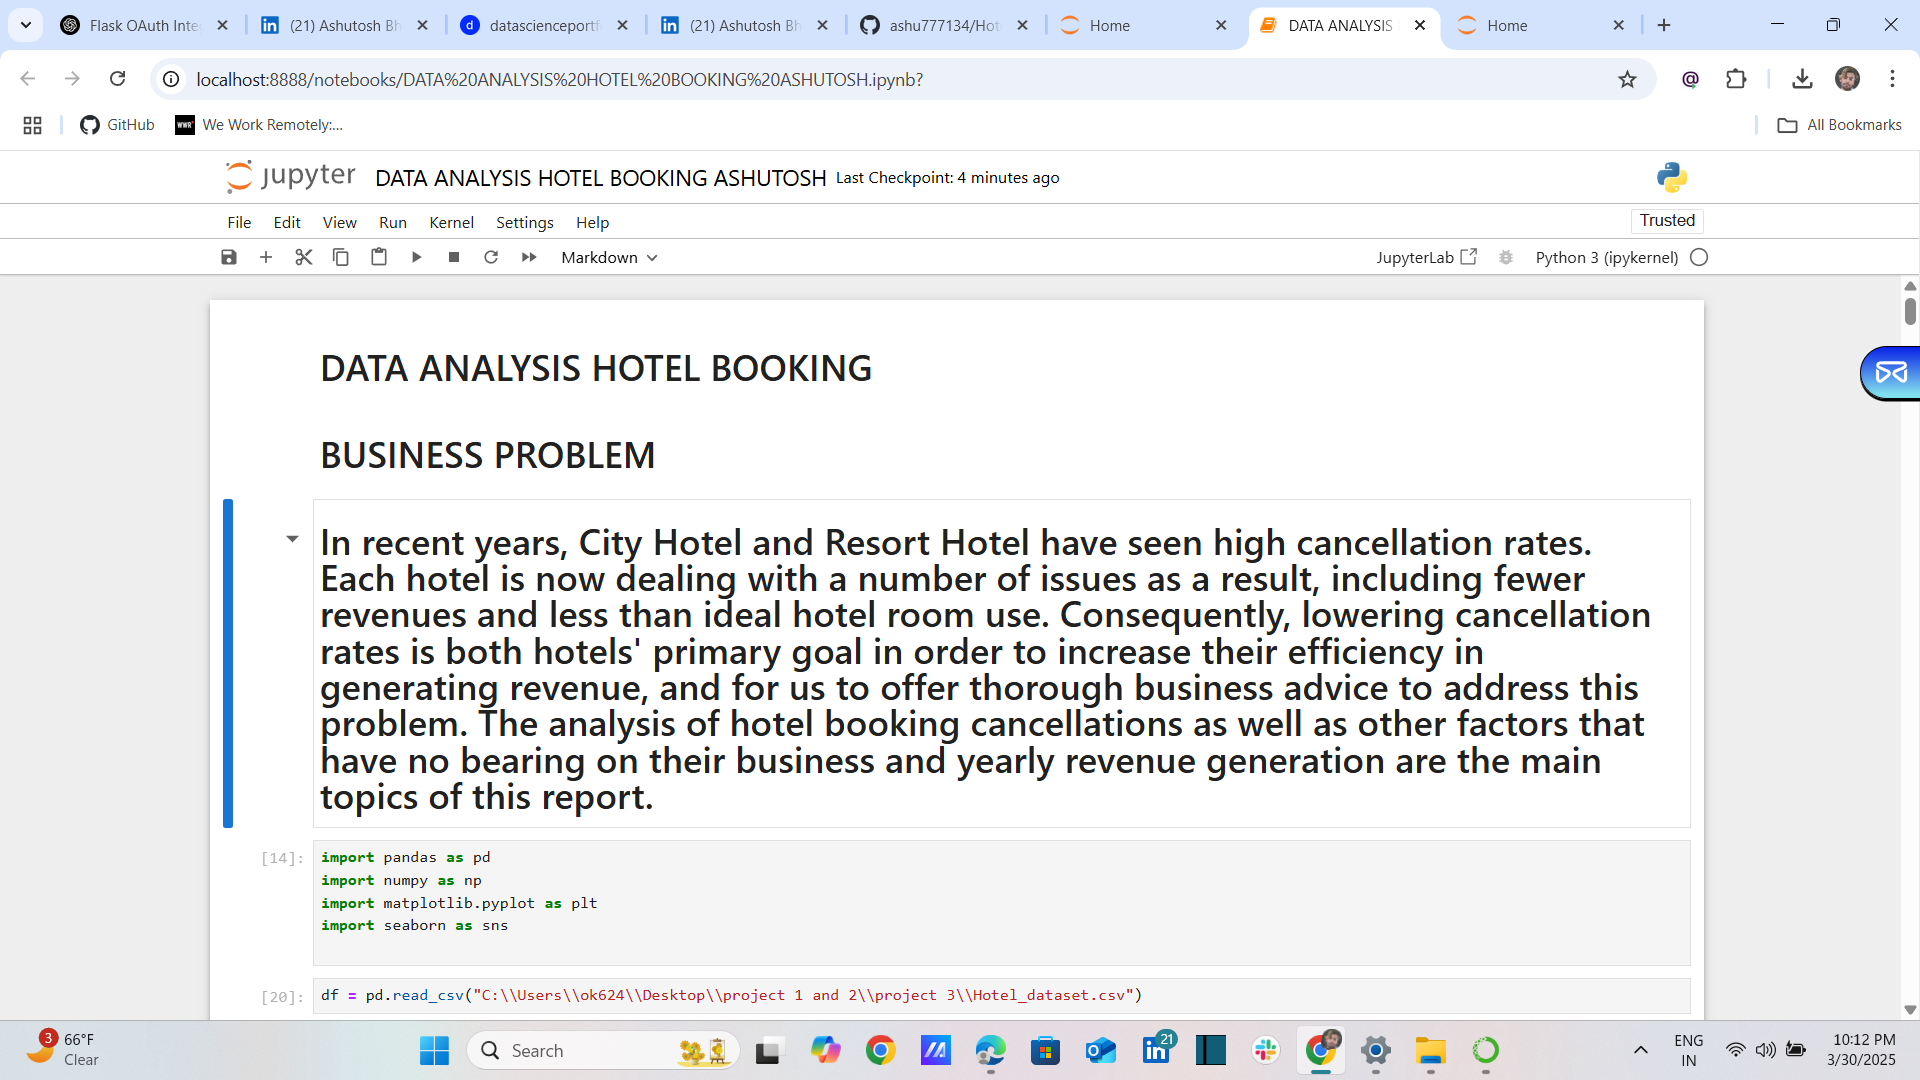 Flask OAuth Inte
(21) Ashutosh Bh
datascienceportf
(21) Ashutosh Bh
ashu777134/Hot
Home
DATA ANALYSIS
Home
localhost:8888/notebooks/DATA%20ANALYSIS%20HOTEL%20BOOKING%20ASHUTOSH.ipynb?
GitHub
We Work Remotely:...
All Bookmarks
jupyter
DATA ANALYSIS HOTEL BOOKING ASHUTOSH Last Checkpoint: 4 minutes ago
File Edit View Run Kernel Settings Help
Trusted
Markdown
JupyterLab
Python 3 (ipykernel)
DATA ANALYSIS HOTEL BOOKING
BUSINESS PROBLEM
In recent years, City Hotel and Resort Hotel have seen high cancellation rates.
Each hotel is now dealing with a number of issues as a result, including fewer
revenues and less than ideal hotel room use. Consequently, lowering cancellation
rates is both hotels' primary goal in order to increase their efficiency in
generating revenue, and for us to offer thorough business advice to address this
problem. The analysis of hotel booking cancellations as well as other factors that
have no bearing on their business and yearly revenue generation are the main
topics of this report.
[14]:
import pandas as pd
import numpy as np
import matplotlib.pyplot as plt
import seaborn as sns
[20]:
df = pd.read_csv("C:\\Users\\ok624\\Desktop\\project 1 and 2\\project 3\\Hotel_dataset.csv")
3
66°F
Clear
Search
21
ENG
IN
10:12 PM
3/30/2025